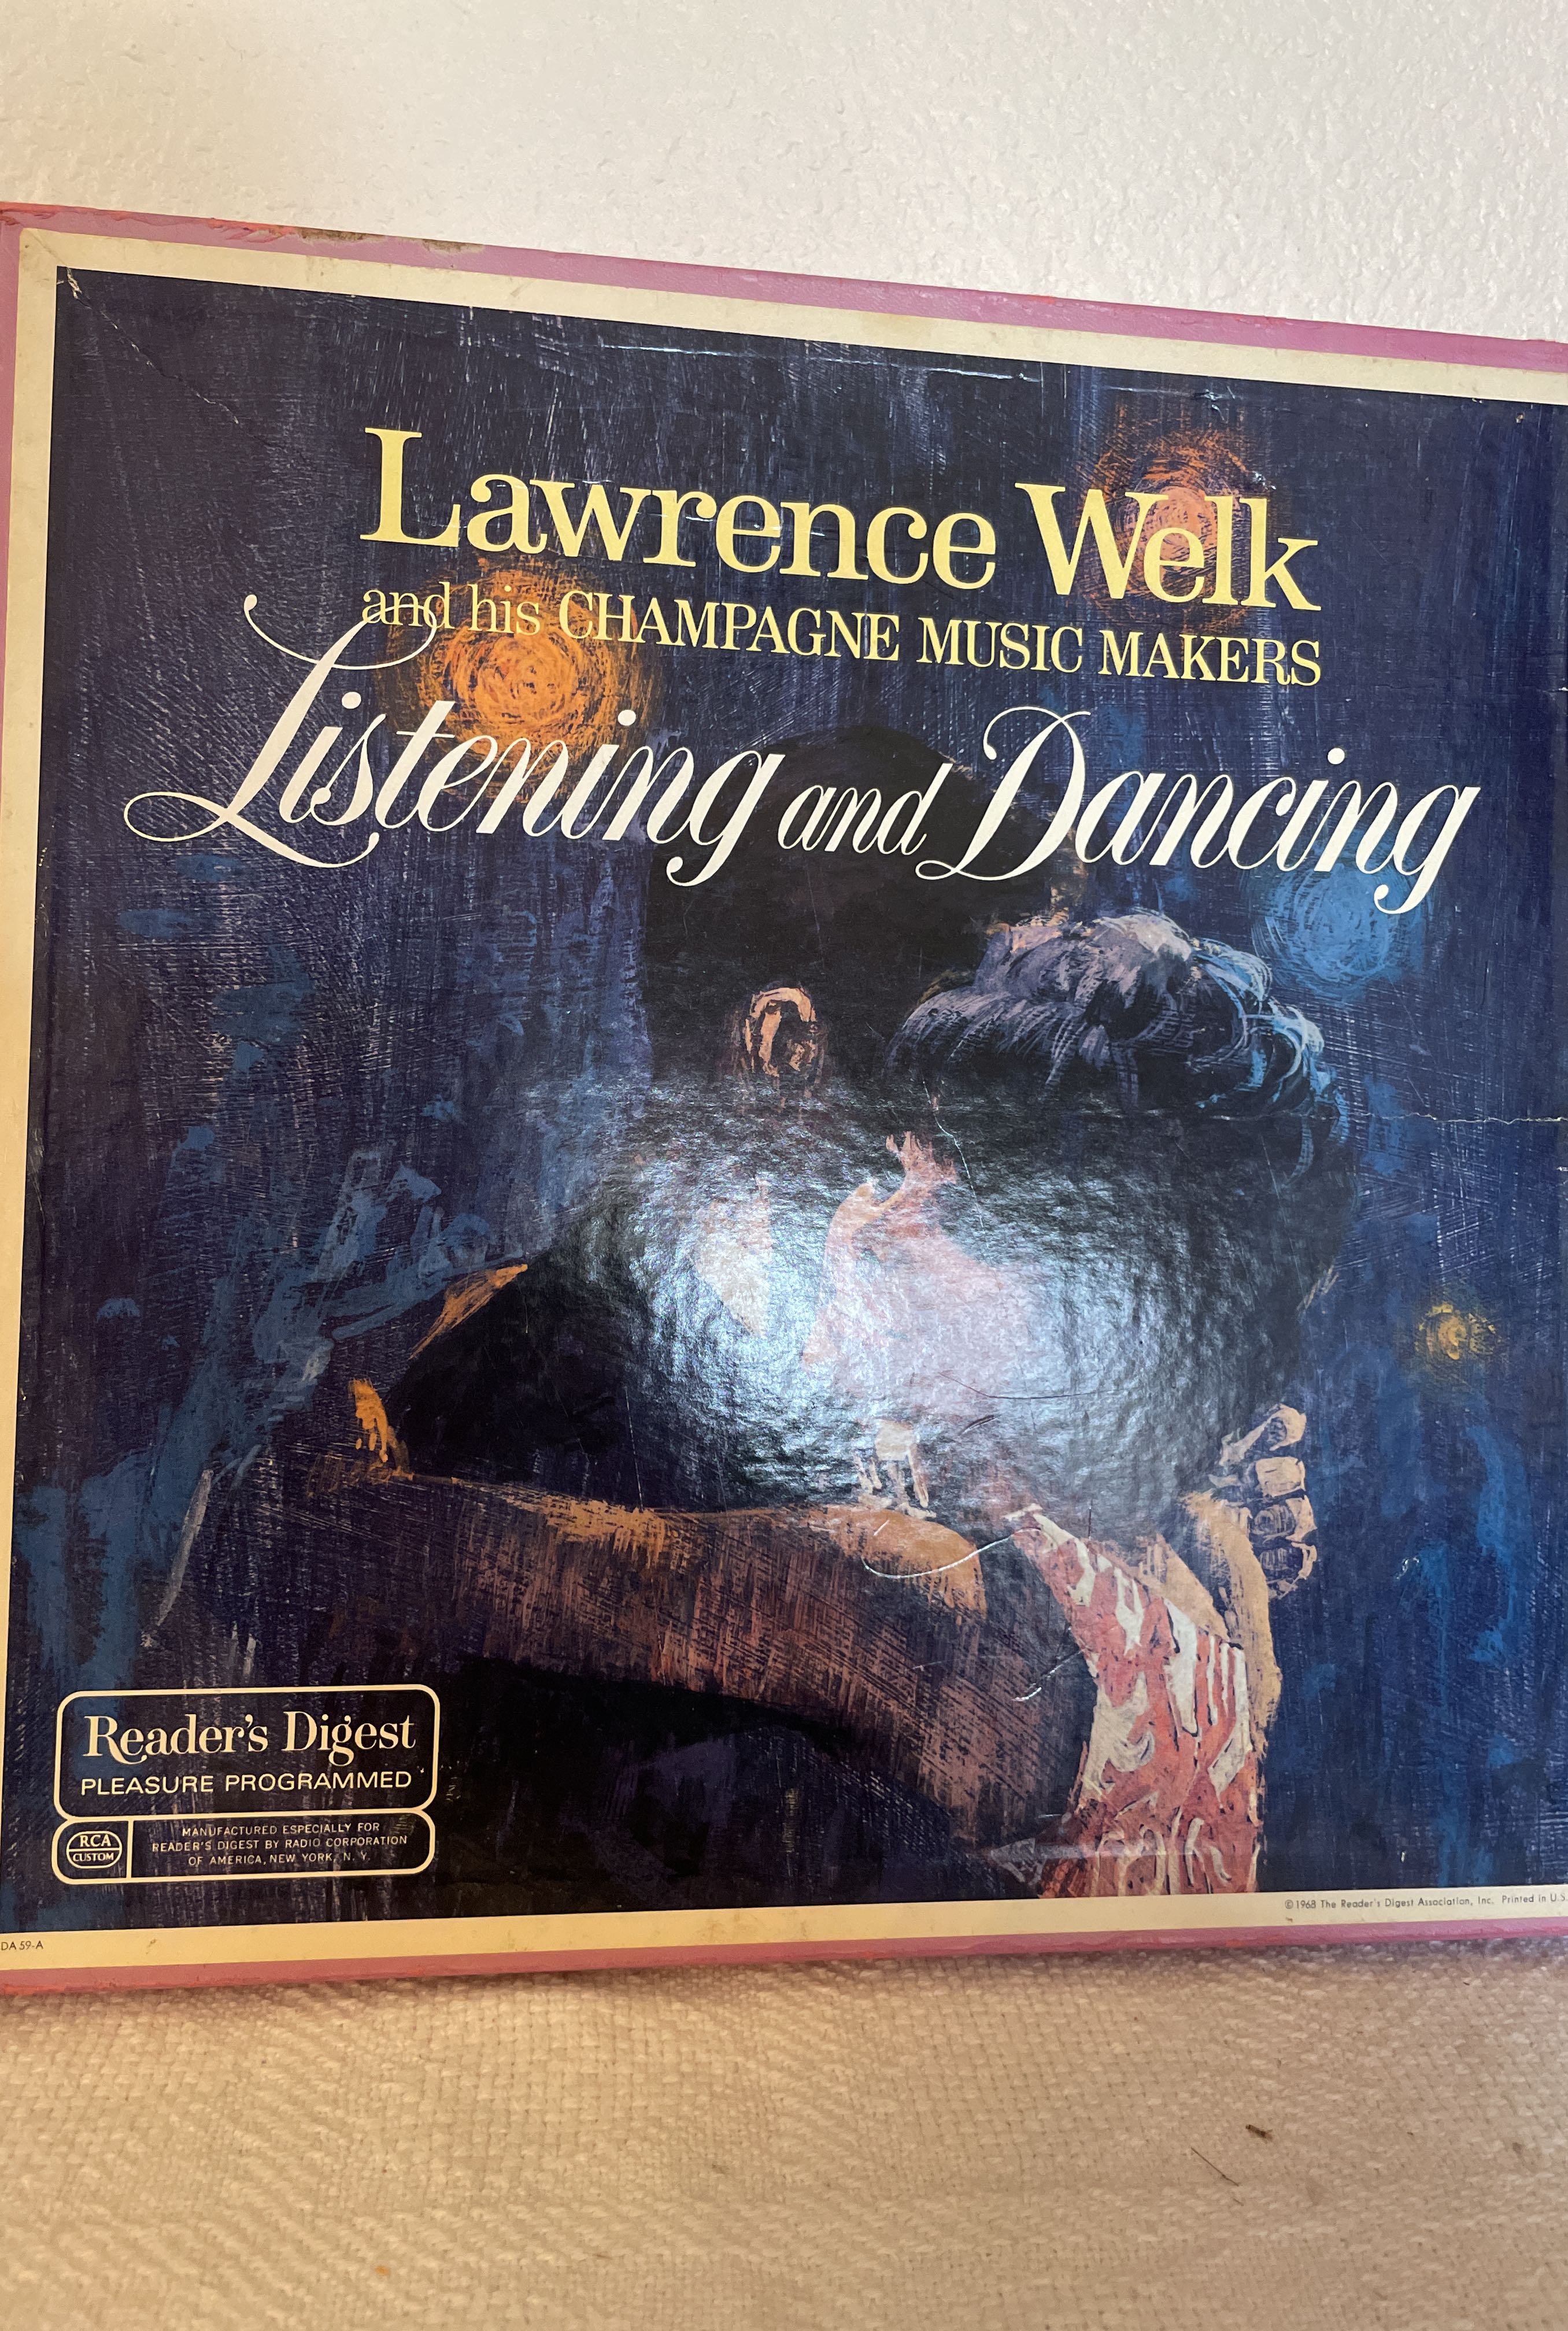 Lawrence Welk
and his CHAMPAGNE MUSIC MAKERS
Listening and Dancing
Reader's Digest
PLEASURE PROGRAMMED
RCA
CUSTOM
MANUFACTURED ESPECIALLY FOR
READER'S DIGEST BY RADIO CORPORATION
OF AMERICA, NEW YORK, N. Y.
©1968 The Reader's Digest Association, Inc. Printed in U.S.
DA 59-A